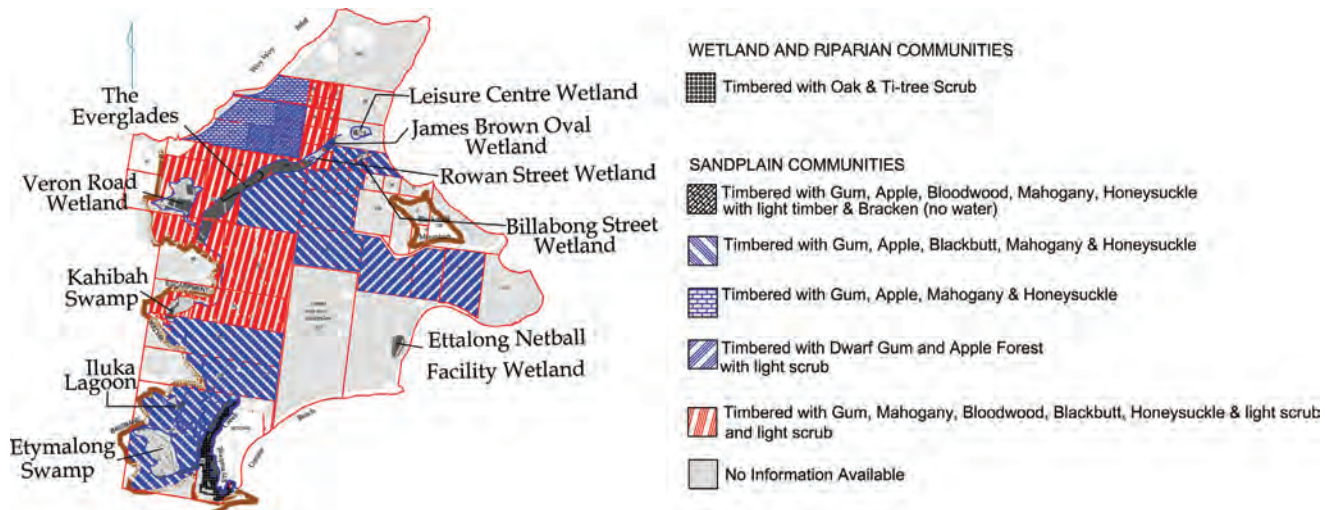 Woy Woy Inlet
The
Everglades
Leisure Centre Wetland
James Brown Oval
Wetland
Rowan Street Wetland
Veron Road
Wetland
Billabong Street
Wetland
Kahibah
Swamp
Ettalong Netball
Facility Wetland
Iluka
Lagoon
Beach
Etymalong
Swamp
WETLAND AND RIPARIAN COMMUNITIES
Timbered with Oak & Ti-tree Scrub
SANDPLAIN COMMUNITIES
Timbered with Gum, Apple, Bloodwood, Mahogany, Honeysuckle
with light timber & Bracken (no water)
Timbered with Gum, Apple, Blackbutt, Mahogany & Honeysuckle
Timbered with Gum, Apple, Mahogany & Honeysuckle
Timbered with Dwarf Gum and Apple Forest
with light scrub
Timbered with Gum, Mahogany, Bloodwood, Blackbutt, Honeysuckle & light scrub
and light scrub
No Information Available